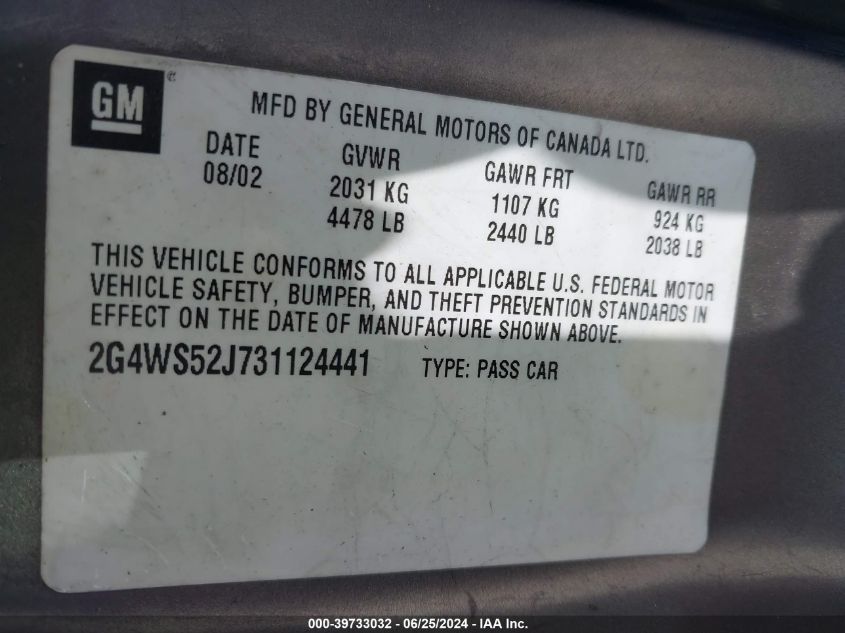 GM
MFD BY GENERAL MOTORS OF CANADA LTD.
DATE GVWR GAWR FRT GAWR RR
08/02 2031 KG 1107 KG 924 KG
4478 LB 2440 LB 2038 LB
THIS VEHICLE CONFORMS TO ALL APPLICABLE U.S. FEDERAL MOTOR
VEHICLE SAFETY, BUMPER, AND THEFT PREVENTION STANDARDS IN
EFFECT ON THE DATE OF MANUFACTURE SHOWN ABOVE.
2G4WS52J731124441 TYPE: PASS CAR
000-39733032 - 06/25/2024 - IAA Inc.